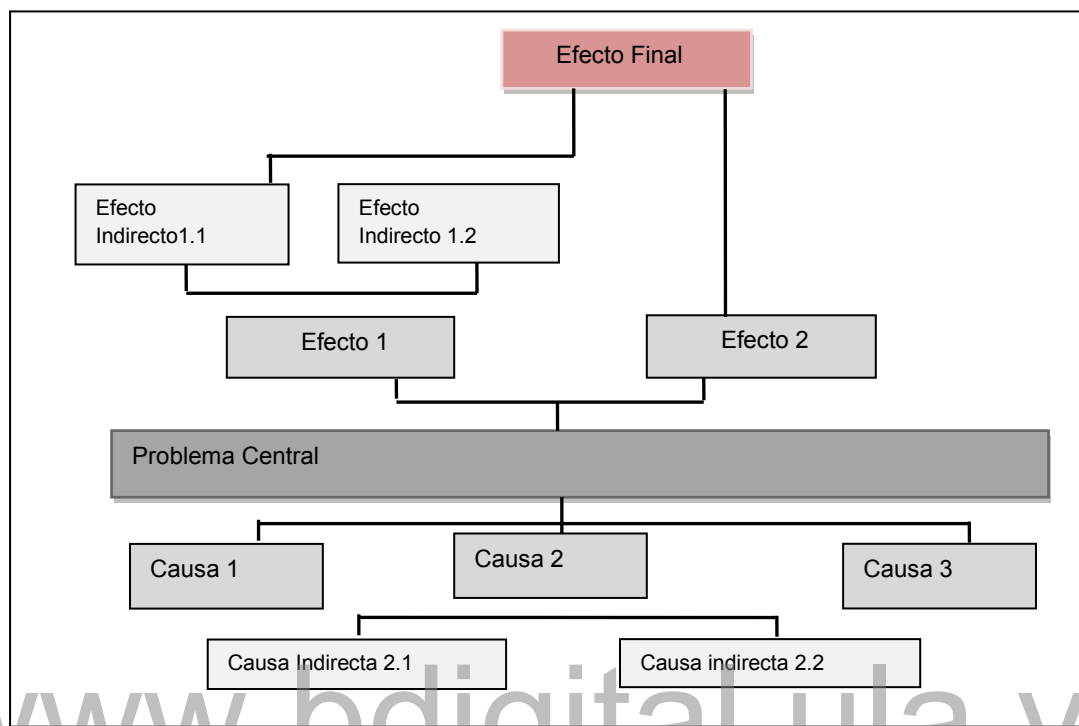 Efecto Final
Efecto
Indirecto1.1
Efecto
Indirecto 1.2
Efecto 1
Efecto 2
Problema Central
Causa 1
Causa 2
Causa 3
Causa Indirecta 2.1
Causa indirecta 2.2
www.bdigital.ula.v